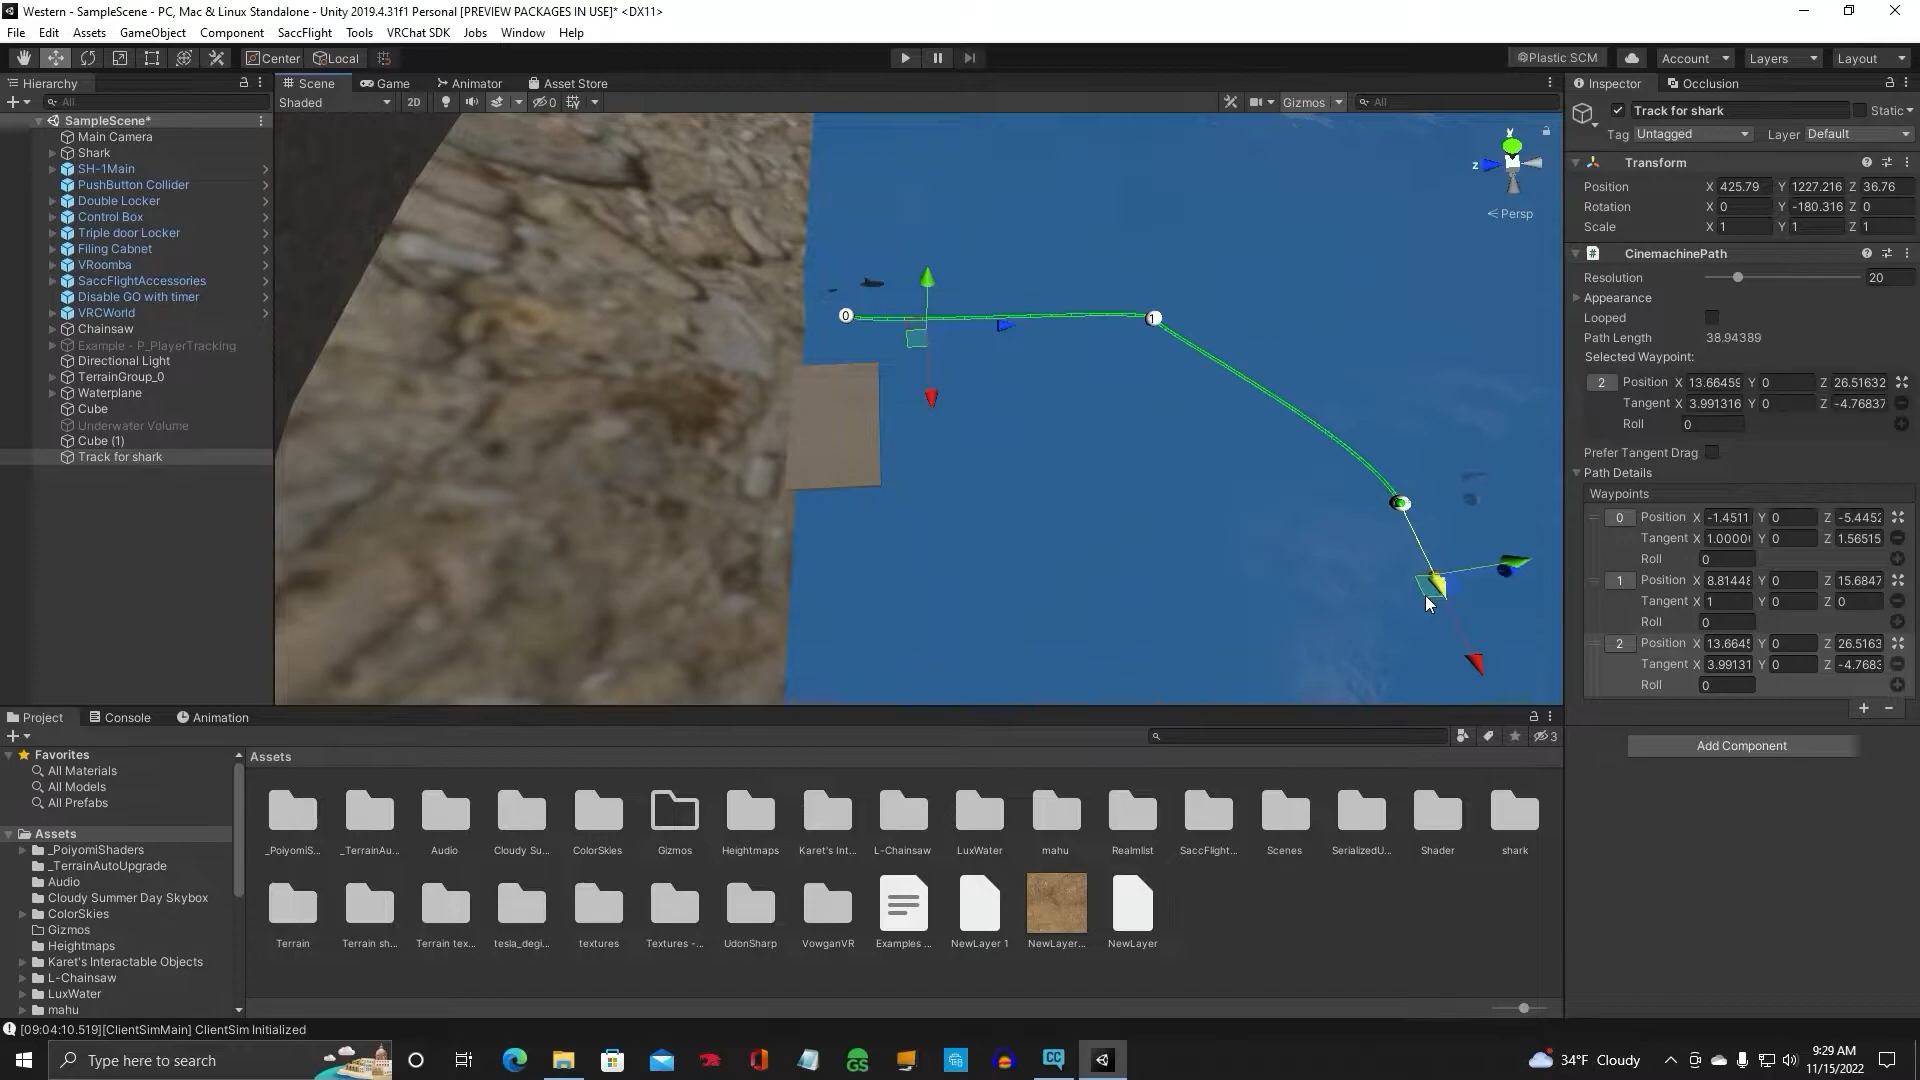 Western - SampleScene - PC, Mac & Linux Standalone - Unity 2019.4.31f1 Personal [PREVIEW PACKAGES IN USE]* <DX11>
File Edit Assets GameObject Component SaccFlight Tools VRChat SDK Jobs Window Help
Center Local Plastic SCM Account Layers Layout
Hierarchy
All
SampleScene*
Main Camera
Shark
SH-1Main
PushButton Collider
Double Locker
Control Box
Triple door Locker
Filing Cabnet
VRoomba
SaccFlightAccessories
Disable GO with timer
VRCWorld
Chainsaw
Example - P_PlayerTracking
Directional Light
TerrainGroup_0
Waterplane
Cube
Underwater Volume
Cube (1)
Track for shark
Scene Game Animator Asset Store
Shaded 2D 0 Gizmos All
y
z
Persp
0
1
Inspector Occlusion
Track for shark Static
Tag Untagged Layer Default
Transform
Position X 425.79 Y 1227.216 Z 36.76
Rotation X 0 Y -180.316 Z 0
Scale X 1 Y 1 Z 1
CinemachinePath
Resolution 20
Appearance
Looped
Path Length 38.94389
Selected Waypoint:
2 Position X 13.66459 Y 0 Z 26.51632
Tangent X 3.991316 Y 0 Z -4.76837
Roll 0
Prefer Tangent Drag
Path Details
Waypoints
0 Position X -1.4511 Y 0 Z -5.4452
Tangent X 1.0000 Y 0 Z 1.56515
Roll 0
1 Position X 8.81448 Y 0 Z 15.6847
Tangent X 1 Y 0 Z 0
Roll 0
2 Position X 13.6645 Y 0 Z 26.5163
Tangent X 3.99131 Y 0 Z -4.7683
Roll 0
+ -
Add Component
Project Console Animation
3
Favorites
All Materials
All Models
All Prefabs
Assets
_PoiyomiShaders
_TerrainAutoUpgrade
Audio
Cloudy Summer Day Skybox
ColorSkies
Gizmos
Heightmaps
Karet's Interactable Objects
L-Chainsaw
LuxWater
mahu
Assets
_PoiyomiS... _TerrainAu... Audio Cloudy Su... ColorSkies Gizmos Heightmaps Karet's Int... L-Chainsaw LuxWater mahu Realmlist SaccFlight... Scenes SerializedU... Shader shark
Terrain Terrain sh... Terrain tex... tesla_degi... textures Textures -... UdonSharp VowganVR Examples ... NewLayer 1 NewLayer... NewLayer
[09:04:10.519][ClientSimMain] ClientSim Initialized
Type here to search
GS
CC
34°F Cloudy
9:29 AM
11/15/2022